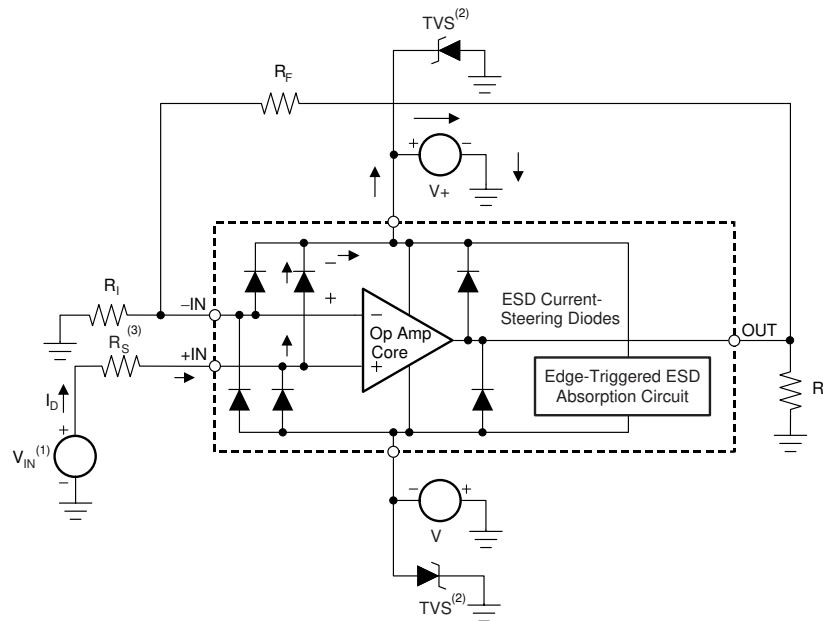 TVS(2)
RF
+ −
V+
RI
−IN
−
+
−
Op Amp
Core
+
ESD Current-
Steering Diodes
OUT
(3)
RS
+IN
Edge-Triggered ESD
Absorption Circuit
R
ID
+
VIN(1)
−
− +
V
TVS(2)